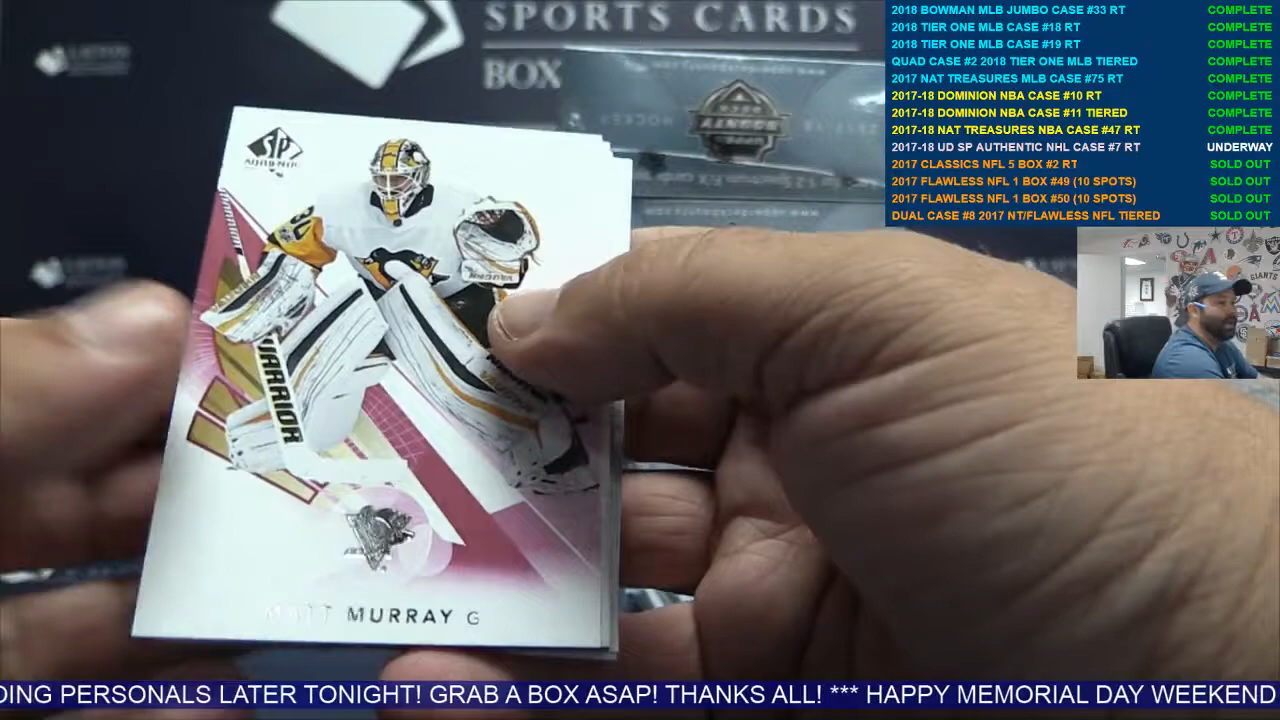 SPORTS CARDS
BOX
SP
AUTHENTIC
WARRIOR
MATT MURRAY G
2018 BOWMAN MLB JUMBO CASE #33 RT COMPLETE
2018 TIER ONE MLB CASE #18 RT COMPLETE
2018 TIER ONE MLB CASE #19 RT COMPLETE
QUAD CASE #2 2018 TIER ONE MLB TIERED COMPLETE
2017 NAT TREASURES MLB CASE #75 RT COMPLETE
2017-18 DOMINION NBA CASE #10 RT COMPLETE
2017-18 DOMINION NBA CASE #11 TIERED COMPLETE
2017-18 NAT TREASURES NBA CASE #47 RT COMPLETE
2017-18 UD SP AUTHENTIC NHL CASE #7 RT UNDERWAY
2017 CLASSICS NFL 5 BOX #2 RT SOLD OUT
2017 FLAWLESS NFL 1 BOX #49 (10 SPOTS) SOLD OUT
2017 FLAWLESS NFL 1 BOX #50 (10 SPOTS) SOLD OUT
DUAL CASE #8 2017 NT/FLAWLESS NFL TIERED SOLD OUT
GIANTS
DING PERSONALS LATER TONIGHT! GRAB A BOX ASAP! THANKS ALL! *** HAPPY MEMORIAL DAY WEEKEND